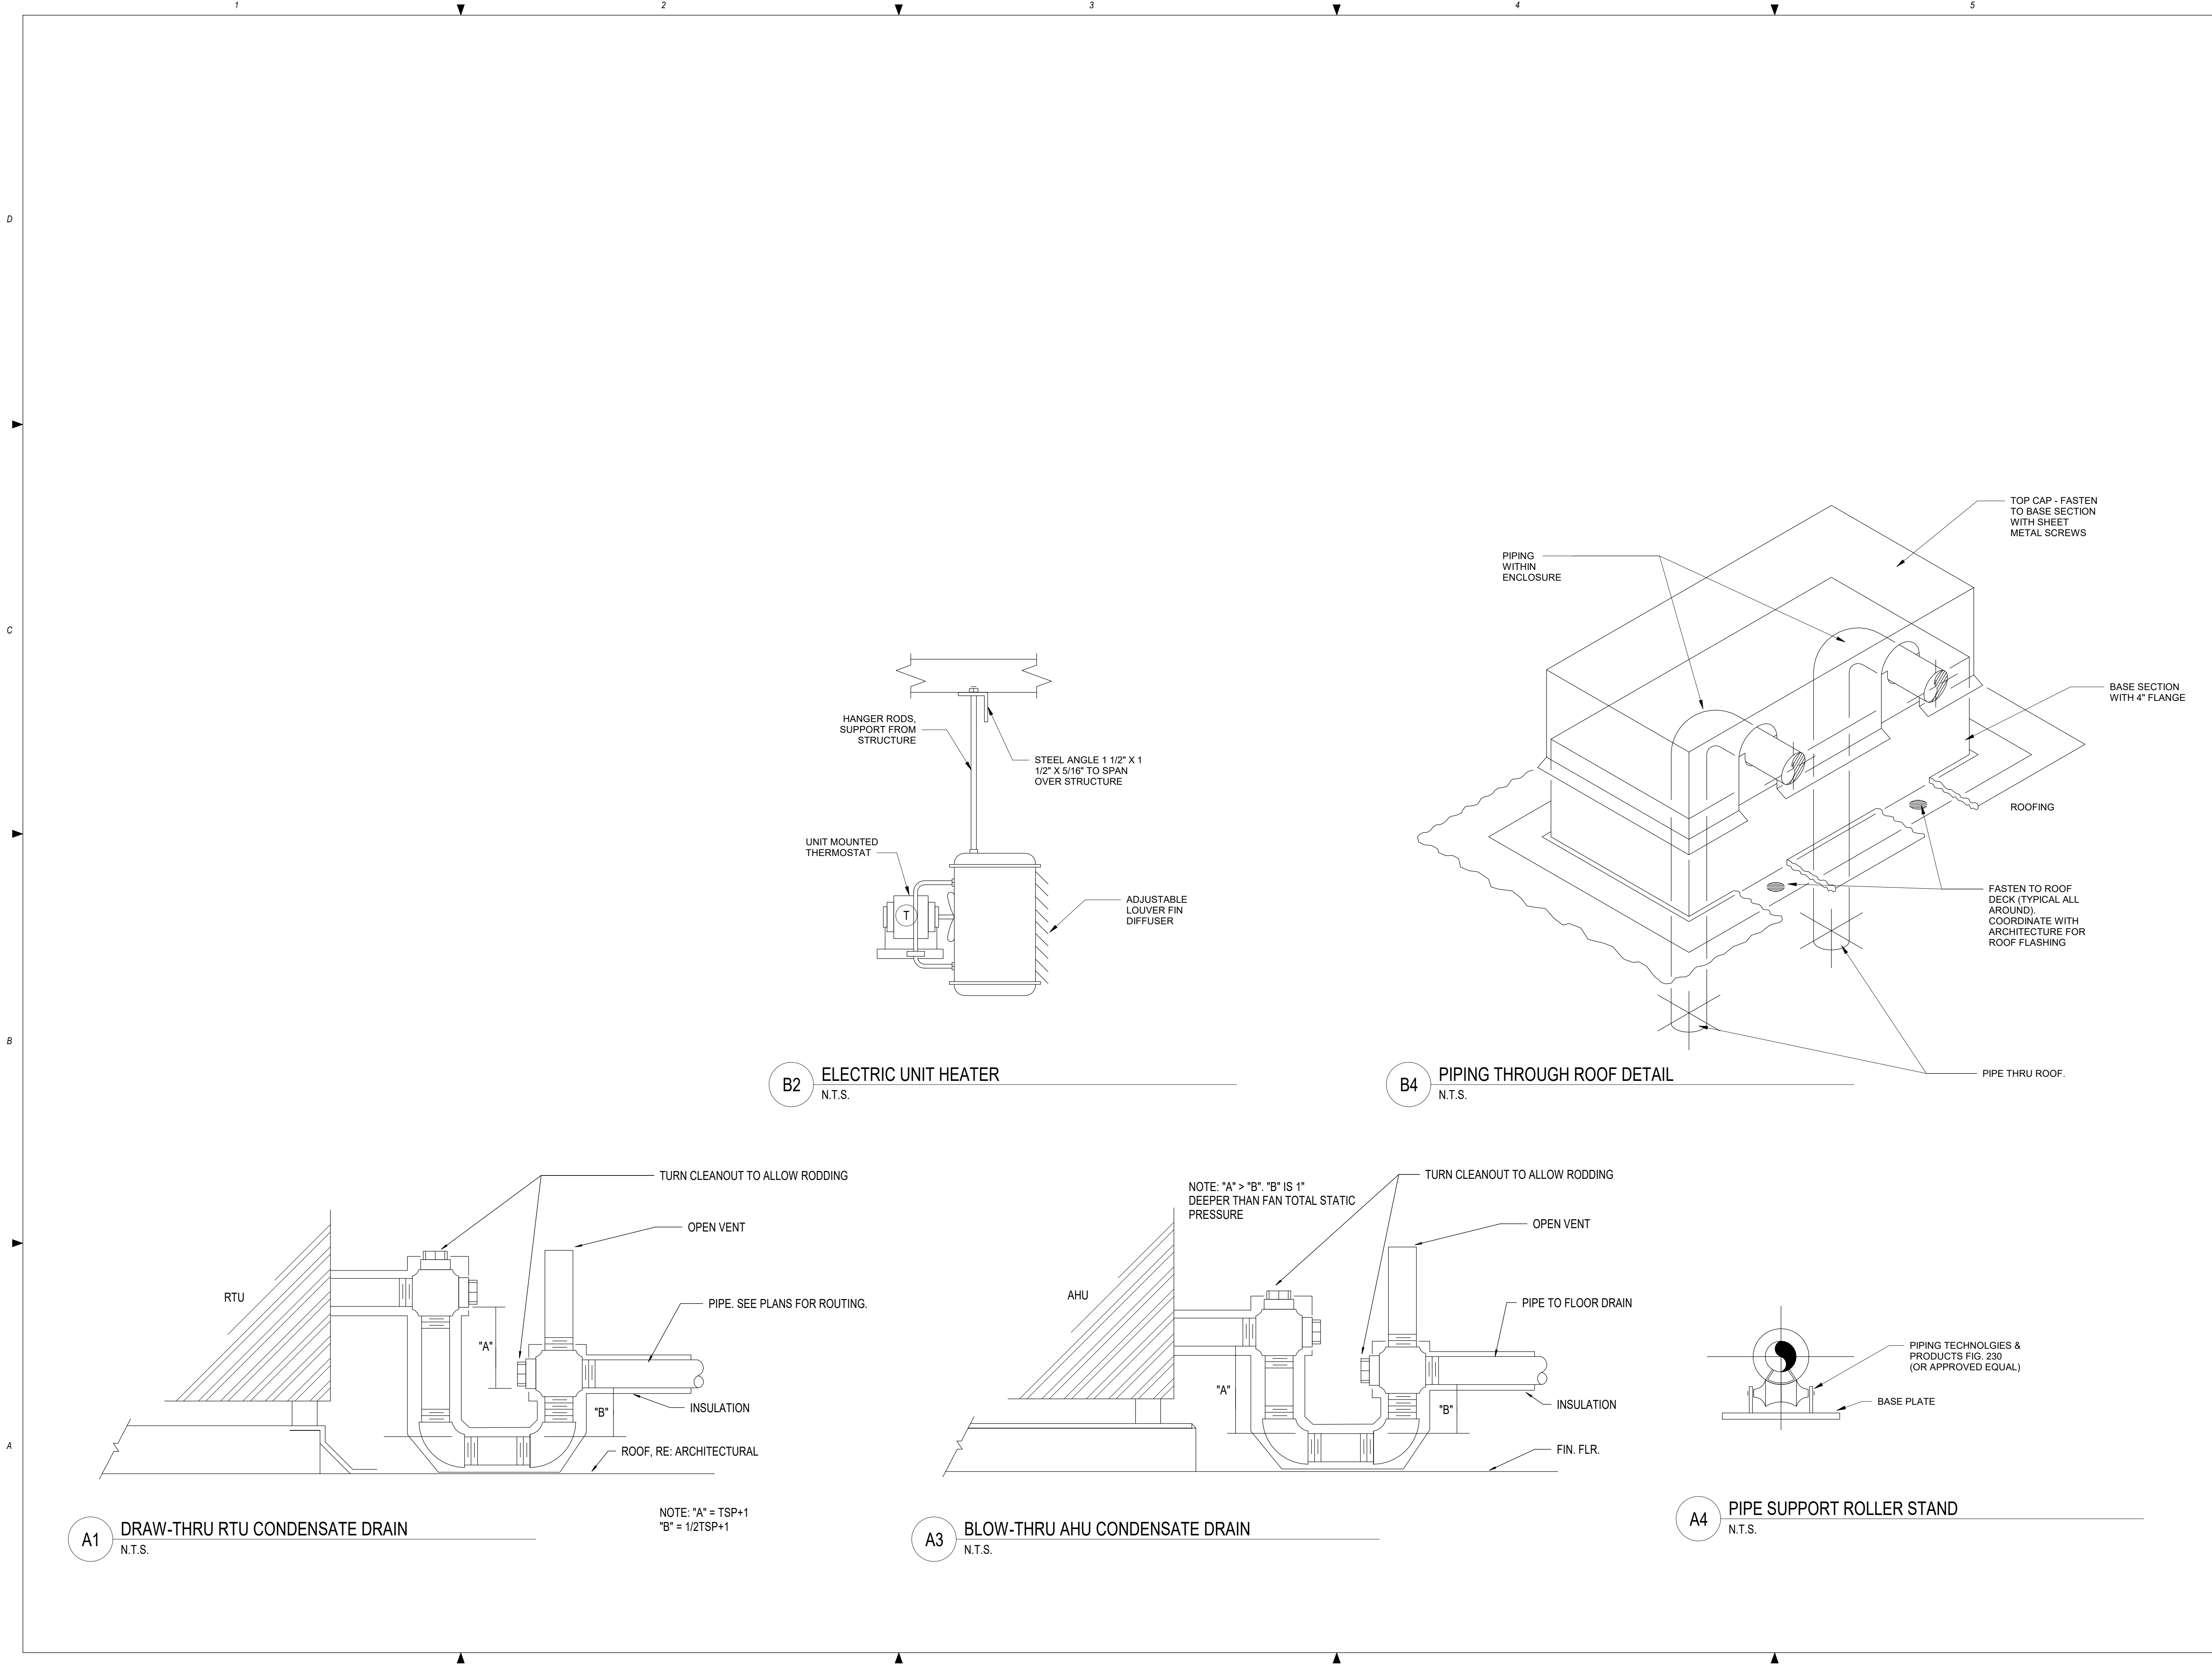 1
2
3
4
5
D
C
B
A
TOP CAP - FASTEN
TO BASE SECTION
WITH SHEET
METAL SCREWS
PIPING
WITHIN
ENCLOSURE
BASE SECTION
WITH 4" FLANGE
ROOFING
FASTEN TO ROOF
DECK (TYPICAL ALL
AROUND).
COORDINATE WITH
ARCHITECTURE FOR
ROOF FLASHING
PIPE THRU ROOF.
B4
PIPING THROUGH ROOF DETAIL
N.T.S.
HANGER RODS,
SUPPORT FROM
STRUCTURE
STEEL ANGLE 1 1/2" X 1
1/2" X 5/16" TO SPAN
OVER STRUCTURE
UNIT MOUNTED
THERMOSTAT
T
ADJUSTABLE
LOUVER FIN
DIFFUSER
B2
ELECTRIC UNIT HEATER
N.T.S.
TURN CLEANOUT TO ALLOW RODDING
OPEN VENT
RTU
PIPE. SEE PLANS FOR ROUTING.
"A"
"B"
INSULATION
ROOF, RE: ARCHITECTURAL
NOTE: "A" = TSP+1
"B" = 1/2TSP+1
A1
DRAW-THRU RTU CONDENSATE DRAIN
N.T.S.
TURN CLEANOUT TO ALLOW RODDING
NOTE: "A" > "B". "B" IS 1"
DEEPER THAN FAN TOTAL STATIC
PRESSURE
OPEN VENT
AHU
PIPE TO FLOOR DRAIN
"A"
"B"
INSULATION
FIN. FLR.
A3
BLOW-THRU AHU CONDENSATE DRAIN
N.T.S.
PIPING TECHNOLGIES &
PRODUCTS FIG. 230
(OR APPROVED EQUAL)
BASE PLATE
A4
PIPE SUPPORT ROLLER STAND
N.T.S.